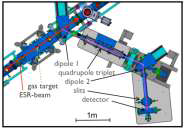 dipole 1
quadrupole triplet
gas target
dipole 2
ESR-beam
slits
detector
1m